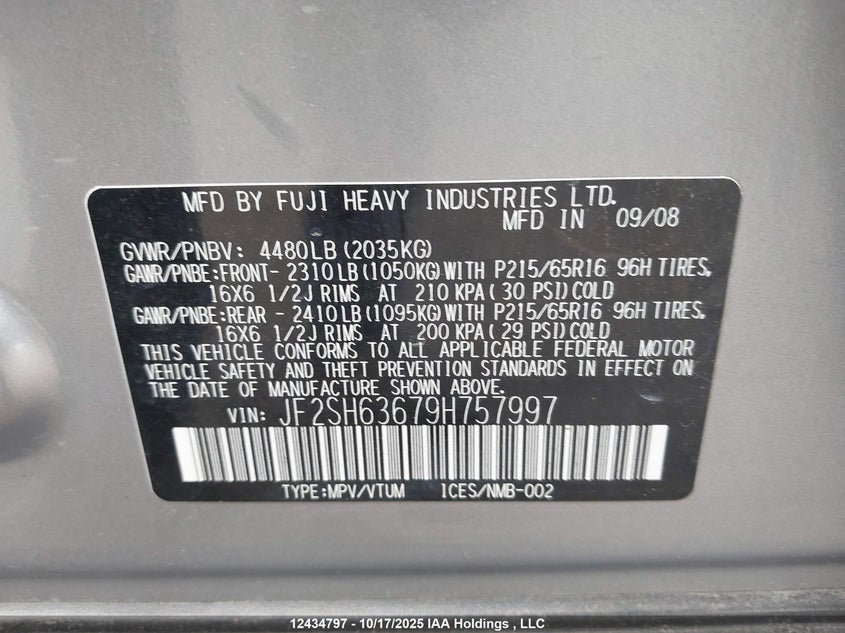 MFD BY FUJI HEAVY INDUSTRIES LTD.
MFD IN 09/08
GVWR/PNBV: 4480LB(2035KG)
GAWR/PNBE:FRONT-2310LB(1050KG)WITH P215/65R16 96H TIRES,
16X6 1/2J RIMS AT 210 KPA(30 PSI)COLD
GAWR/PNBE:REAR -2410LB(1095KG)WITH P215/65R16 96H TIRES,
16X6 1/2J RIMS AT 200 KPA(29 PSI)COLD
THIS VEHICLE CONFORMS TO ALL APPLICABLE FEDERAL MOTOR
VEHICLE SAFETY AND THEFT PREVENTION STANDARDS IN EFFECT ON
THE DATE OF MANUFACTURE SHOWN ABOVE.
VIN: JF2SH63679H757997
TYPE:MPV/VTUM ICES/NMB-002
12434797 - 10/17/2025 IAA Holdings , LLC